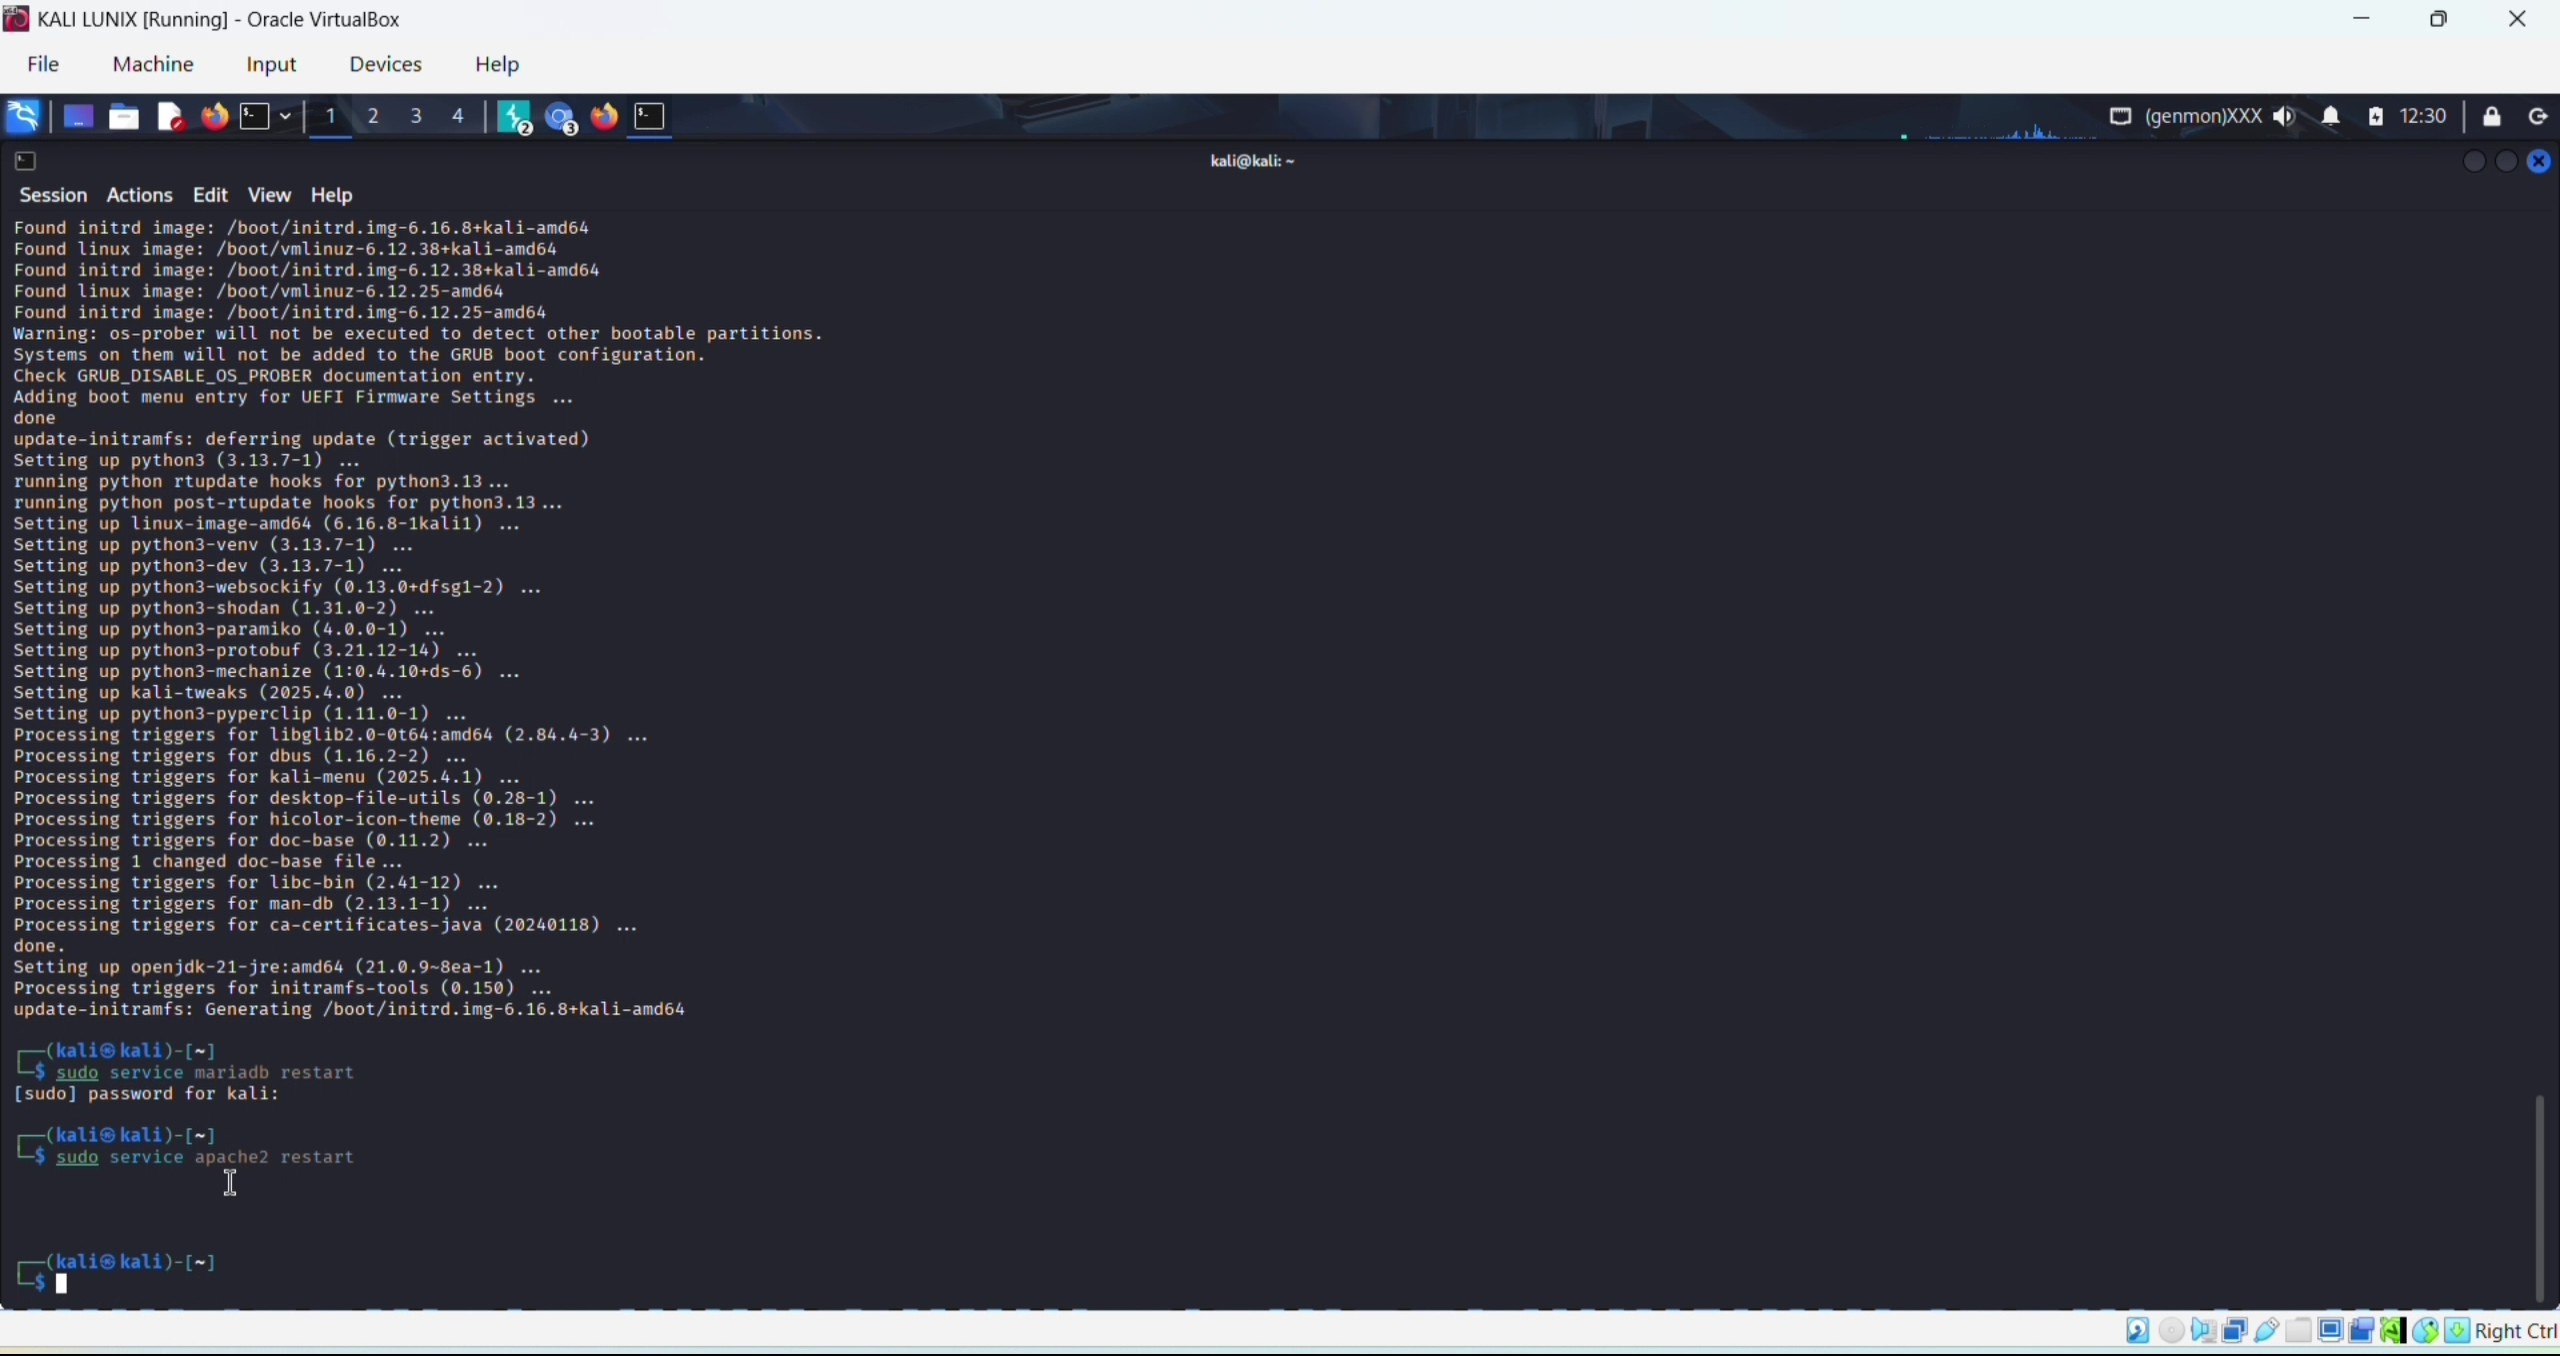 KALI LUNIX [Running] - Oracle VirtualBox
File Machine Input Devices Help
1 2 3 4 2 3 (genmon)XXX 12:30
kali@kali: ~
Session Actions Edit View Help
Found initrd image: /boot/initrd.img-6.16.8+kali-amd64
Found linux image: /boot/vmlinuz-6.12.38+kali-amd64
Found initrd image: /boot/initrd.img-6.12.38+kali-amd64
Found linux image: /boot/vmlinuz-6.12.25-amd64
Found initrd image: /boot/initrd.img-6.12.25-amd64
Warning: os-prober will not be executed to detect other bootable partitions.
Systems on them will not be added to the GRUB boot configuration.
Check GRUB_DISABLE_OS_PROBER documentation entry.
Adding boot menu entry for UEFI Firmware Settings ...
done
update-initramfs: deferring update (trigger activated)
Setting up python3 (3.13.7-1) ...
running python rtupdate hooks for python3.13...
running python post-rtupdate hooks for python3.13...
Setting up linux-image-amd64 (6.16.8-1kali1) ...
Setting up python3-venv (3.13.7-1) ...
Setting up python3-dev (3.13.7-1) ...
Setting up python3-websockify (0.13.0+dfsg1-2) ...
Setting up python3-shodan (1.31.0-2) ...
Setting up python3-paramiko (4.0.0-1) ...
Setting up python3-protobuf (3.21.12-14) ...
Setting up python3-mechanize (1:0.4.10+ds-6) ...
Setting up kali-tweaks (2025.4.0) ...
Setting up python3-pyperclip (1.11.0-1) ...
Processing triggers for libglib2.0-0t64:amd64 (2.84.4-3) ...
Processing triggers for dbus (1.16.2-2) ...
Processing triggers for kali-menu (2025.4.1) ...
Processing triggers for desktop-file-utils (0.28-1) ...
Processing triggers for hicolor-icon-theme (0.18-2) ...
Processing triggers for doc-base (0.11.2) ...
Processing 1 changed doc-base file...
Processing triggers for libc-bin (2.41-12) ...
Processing triggers for man-db (2.13.1-1) ...
Processing triggers for ca-certificates-java (20240118) ...
done.
Setting up openjdk-21-jre:amd64 (21.0.9~8ea-1) ...
Processing triggers for initramfs-tools (0.150) ...
update-initramfs: Generating /boot/initrd.img-6.16.8+kali-amd64
┌──(kali㉿kali)-[~]
└─$ sudo service mariadb restart
[sudo] password for kali:
┌──(kali㉿kali)-[~]
└─$ sudo service apache2 restart
┌──(kali㉿kali)-[~]
└─$
Right Ctrl